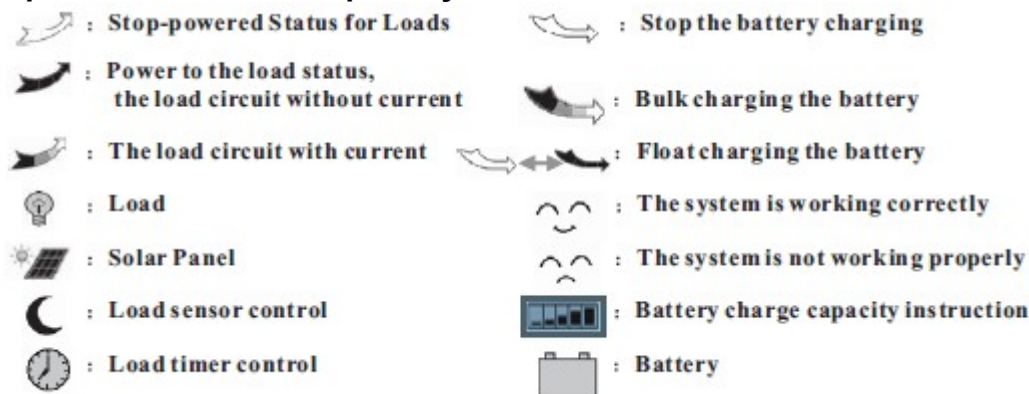 : Stop-powered Status for Loads
: Power to the load status,
the load circuit without current
: The load circuit with current
: Load
: Solar Panel
: Load sensor control
: Load timer control
: Stop the battery charging
: Bulk charging the battery
: Float charging the battery
: The system is working correctly
: The system is not working properly
: Battery charge capacity instruction
: Battery